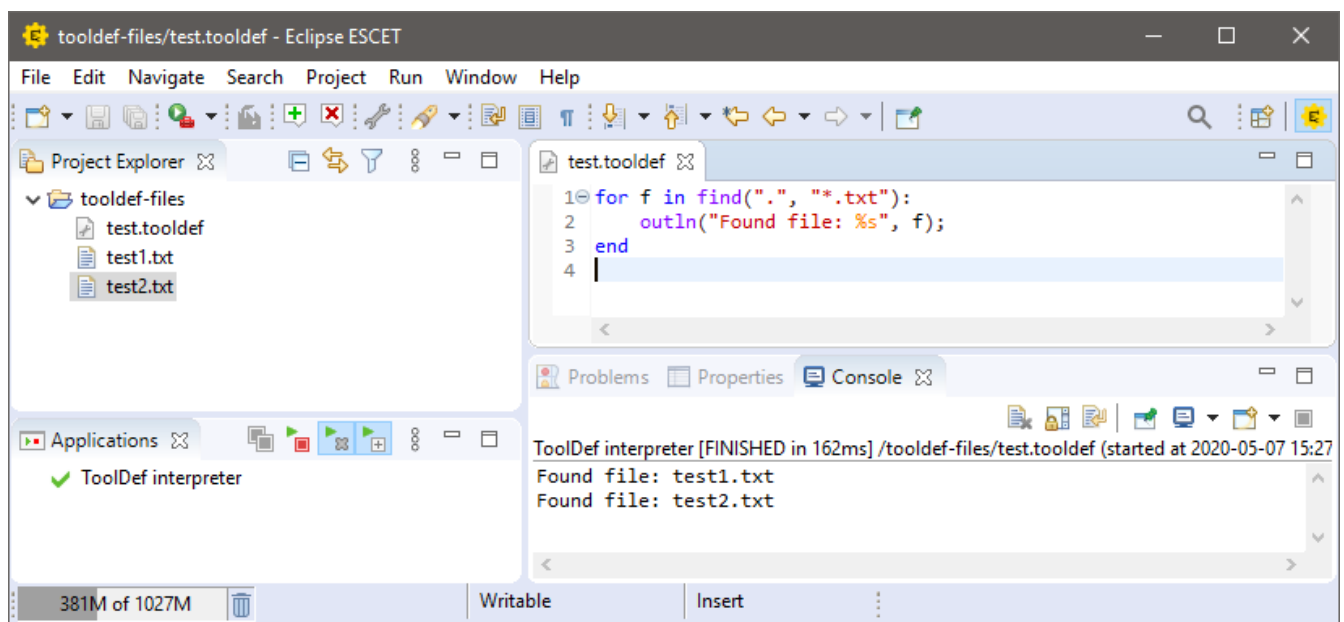 tooldef-files/test.tooldef - Eclipse ESCET
File Edit Navigate Search Project Run Window Help
Project Explorer
tooldef-files
test.tooldef
test1.txt
test2.txt
test.tooldef
1 for f in find(".", "*.txt"):
2 outln("Found file: %s", f);
3 end
4
Problems Properties Console
ToolDef interpreter [FINISHED in 162ms] /tooldef-files/test.tooldef (started at 2020-05-07 15:27
Found file: test1.txt
Found file: test2.txt
Applications
ToolDef interpreter
381M of 1027M Writable Insert